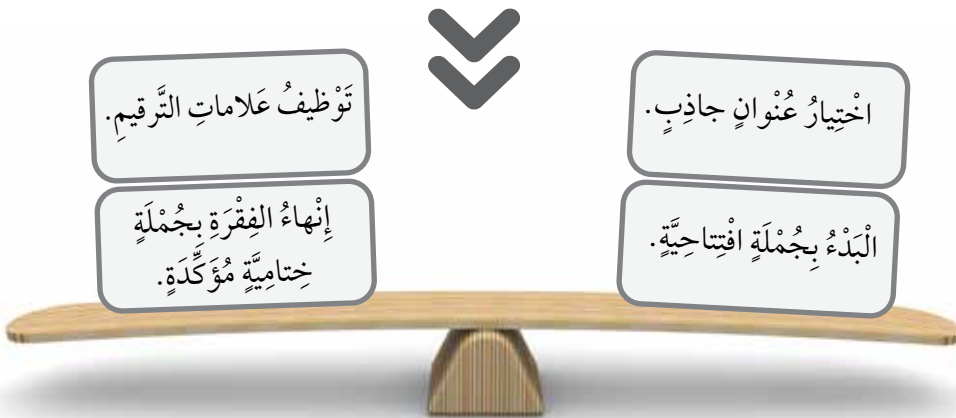 اخْتِيارُ عُنْوانٍ جاذِبٍ.
الْبَدْءُ بِجُمْلَةٍ افْتِتاحِيَّةٍ.
تَوْظيفُ عَلاماتِ التَّرقيمِ.
إِنْهاءُ الفِقْرَةِ بِجُمْلَةٍ
خِتامِيَّةٍ مُؤَكِّدَةٍ.